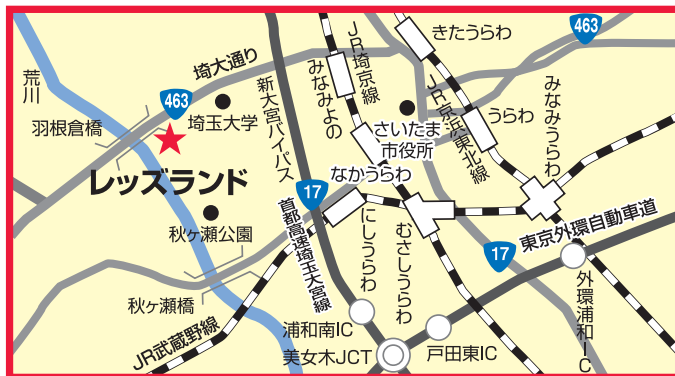 荒川
羽根倉橋
463
埼大通り
埼玉大学
レッズランド
秋ヶ瀬公園
秋ヶ瀬橋
JR武蔵野線
新大宮バイパス
17
首都高速埼玉大宮線
みなみよの
JR埼京線
さいたま
市役所
なかうらわ
にしうらわ
むさしうらわ
きたうらわ
JR京浜東北線
うらわ
463
みなみうらわ
東京外環自動車道
17
外環浦和IC
浦和南IC
美女木JCT
戸田東IC